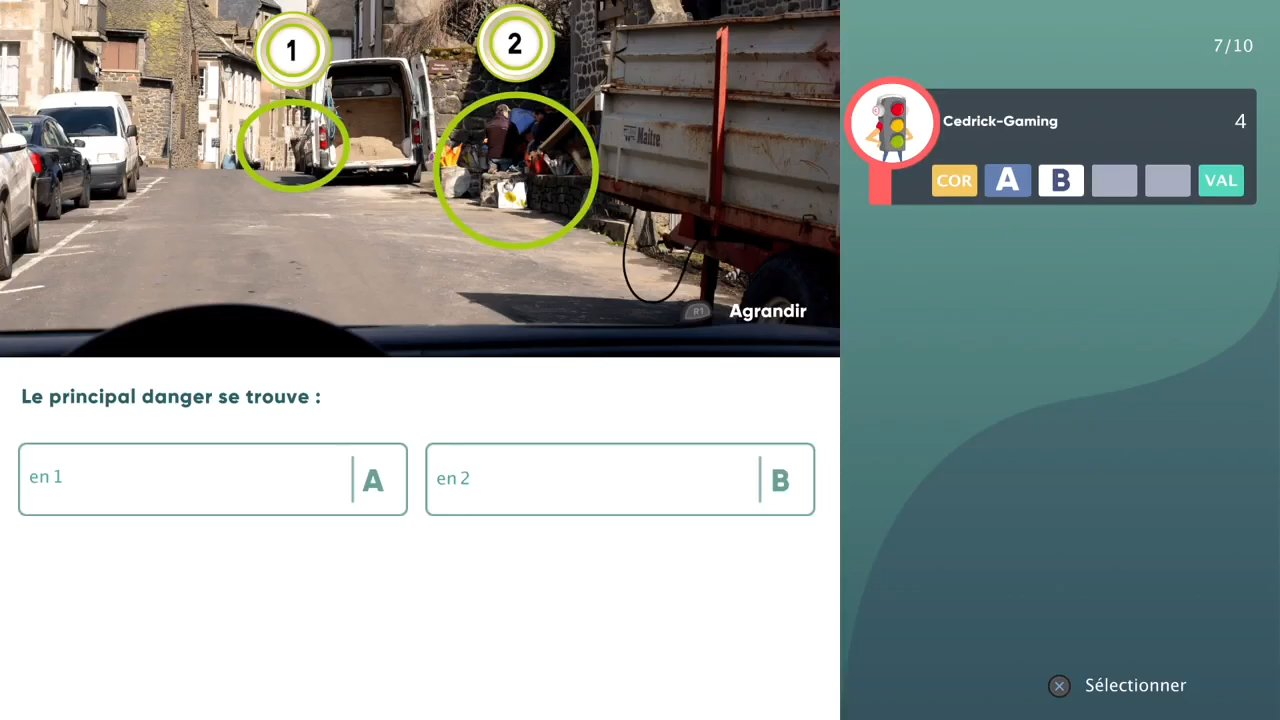 1
2
Maître
R1
Agrandir
Le principal danger se trouve :
en 1
A
en 2
B
7/10
Cedrick-Gaming
4
COR
A
B
VAL
Sélectionner